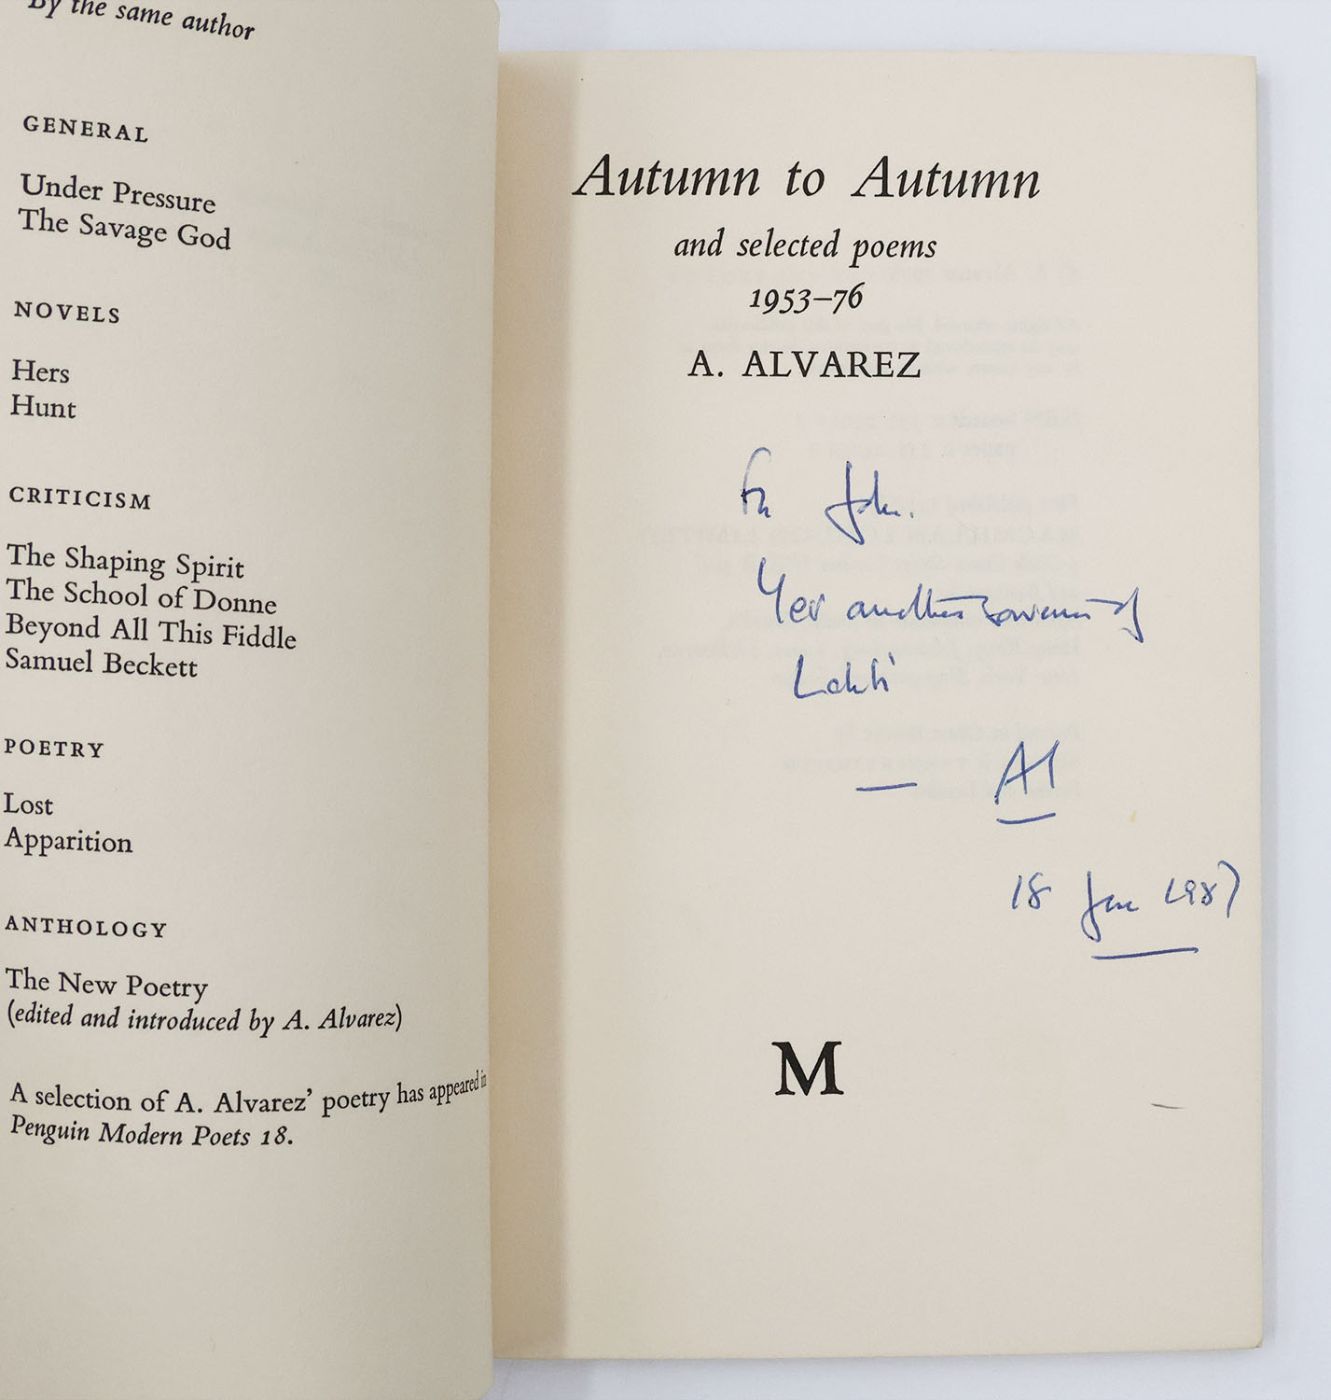 By the same author
GENERAL
Under Pressure
The Savage God
NOVELS
Hers
Hunt
CRITICISM
The Shaping Spirit
The School of Donne
Beyond All This Fiddle
Samuel Beckett
POETRY
Lost
Apparition
ANTHOLOGY
The New Poetry
(edited and introduced by A. Alvarez)
A selection of A. Alvarez’ poetry has appeared in
Penguin Modern Poets 18.
Autumn to Autumn
and selected poems
1953–76
A. ALVAREZ
For John.
Yet another souvenir of
— Al
18 Jan 1987
M